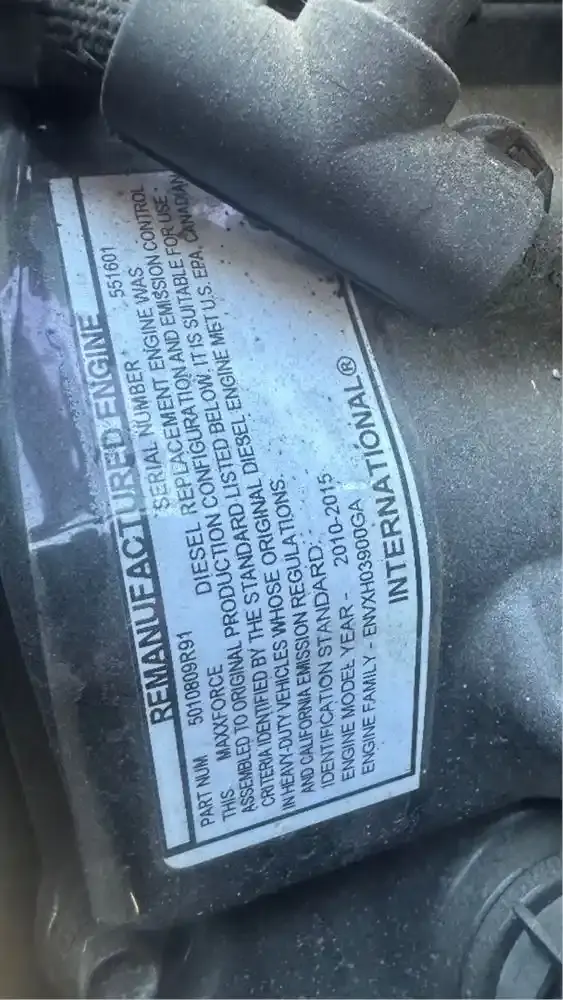 REMANUFACTURED ENGINE
PART NUM 5010809R91 SERIAL NUMBER 551601
THIS MAXXFORCE DIESEL REPLACEMENT ENGINE WAS
ASSEMBLED TO ORIGINAL PRODUCTION CONFIGURATION AND EMISSION CONTROL
CRITERIA IDENTIFIED BY THE STANDARD LISTED BELOW. IT IS SUITABLE FOR USE
IN HEAVY-DUTY VEHICLES WHOSE ORIGINAL DIESEL ENGINE MET U.S. EPA, CANADIAN
AND CALIFORNIA EMISSION REGULATIONS.
IDENTIFICATION STANDARD:
ENGINE MODEL YEAR - 2010-2015
ENGINE FAMILY - ENVXH03900GA
INTERNATIONAL®